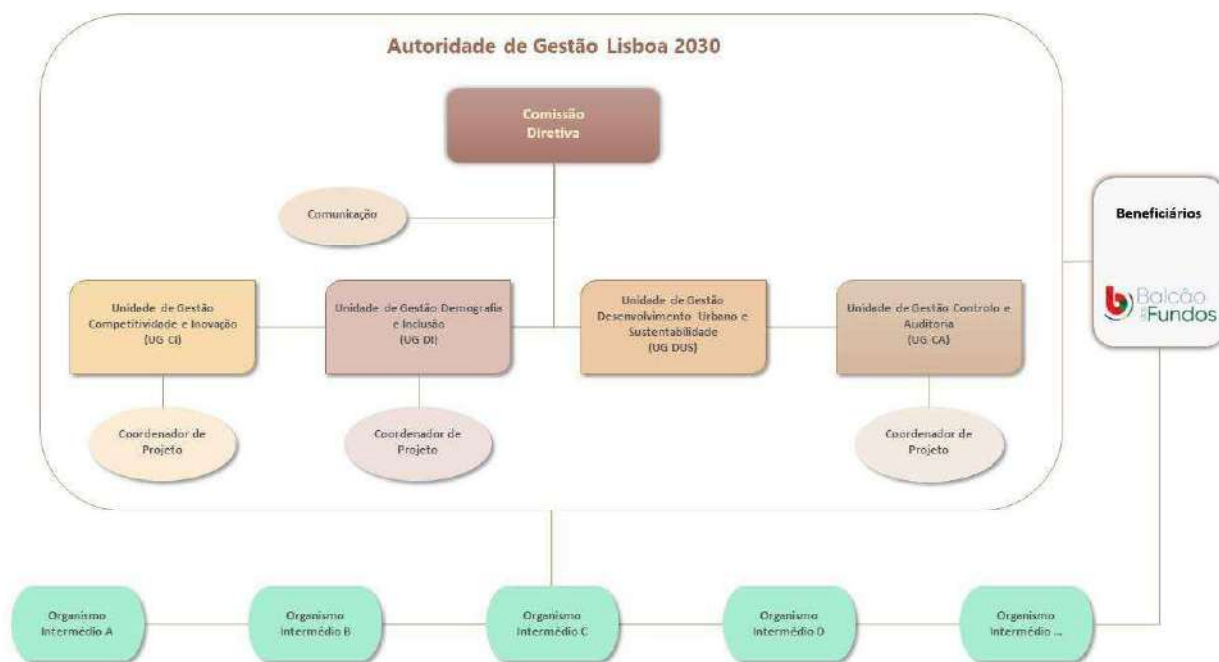 Autoridade de Gestão Lisboa 2030
Comissão
Diretiva
Comunicação
Beneficiários
Balcão
dos
Fundos
Unidade de Gestão
Competitividade e Inovação
(UG CI)
Unidade de Gestão Demografia
e Inclusão
(UG DI)
Unidade de Gestão
Desenvolvimento Urbano e
Sustentabilidade
(UG DUS)
Unidade de Gestão Controlo e
Auditoria
(UG CA)
Coordenador de
Projeto
Coordenador de
Projeto
Coordenador de
Projeto
Organismo
Intermédio A
Organismo
Intermédio B
Organismo
Intermédio C
Organismo
Intermédio D
Organismo
Intermédio ...